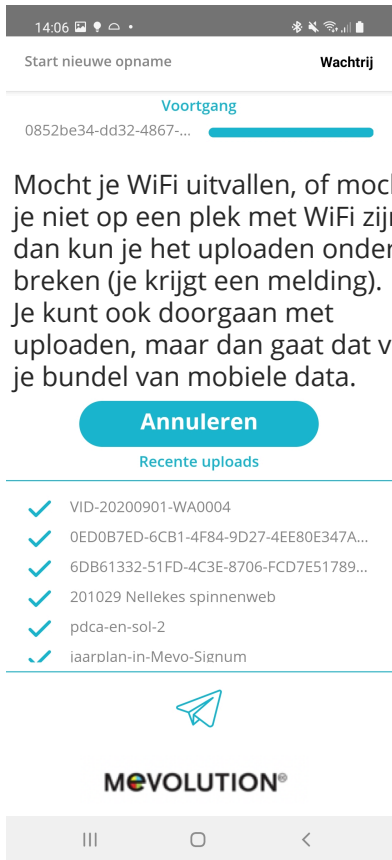 14:06
Start nieuwe opname
Wachtrij
Voortgang
0852be34-dd32-4867-...
Mocht je WiFi uitvallen, of moc
je niet op een plek met WiFi zij
dan kun je het uploaden onder
breken (je krijgt een melding).
Je kunt ook doorgaan met
uploaden, maar dan gaat dat v
je bundel van mobiele data.
Annuleren
Recente uploads
VID-20200901-WA0004
0ED0B7ED-6CB1-4F84-9D27-4EE80E347A...
6DB61332-51FD-4C3E-8706-FCD7E51789...
201029 Nellekes spinnenweb
pdca-en-sol-2
jaarplan-in-Mevo-Signum
MeVOLUTION®